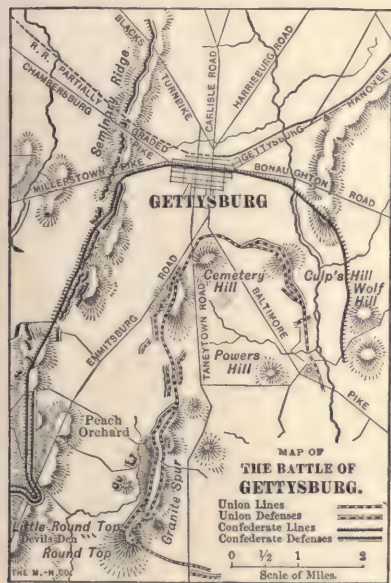 BLACKS
TURNPIKE
R.R. PARTIALLY
GRADED
CHAMBERSBURG
PIKE
CARLISLE ROAD
HARRISBURG ROAD
HANOVER
GETTYSBURG
Seminary Ridge
MILLERSTOWN PIKE
BONAUGHTON
ROAD
GETTYSBURG
EMMITSBURG ROAD
Cemetery
Hill
Culp's Hill
Wolf
Hill
TANEYTOWN ROAD
BALTIMORE
PIKE
Powers
Hill
Peach
Orchard
Granite Spur
Little Round Top
Devils Den
Round Top
THE M.-N. CO.
MAP OF
THE BATTLE OF
GETTYSBURG.
Union Lines
Union Defenses
Confederate Lines
Confederate Defenses
0 ½ 1 2
Scale of Miles.